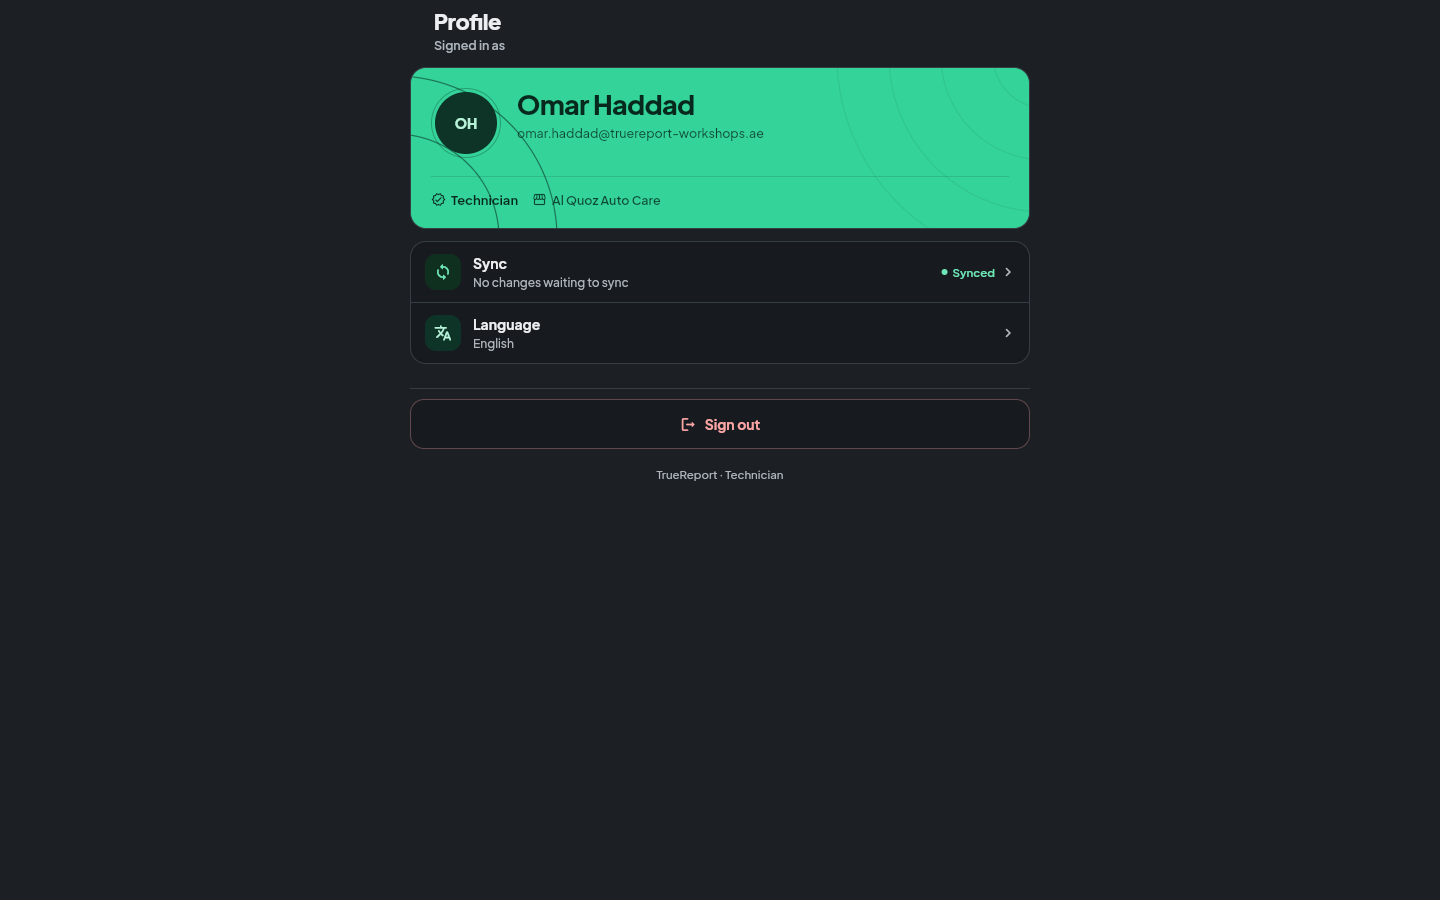 Profile
Signed in as
OH
Omar Haddad
omar.haddad@truereport-workshops.ae
Technician
Al Quoz Auto Care
Sync
No changes waiting to sync
Synced
Language
English
Sign out
TrueReport · Technician